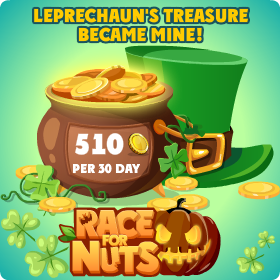 LEPRECHAUN'S TREASURE
BECAME MINE!
510
PER 30 DAY
RACE
FOR
NUTS